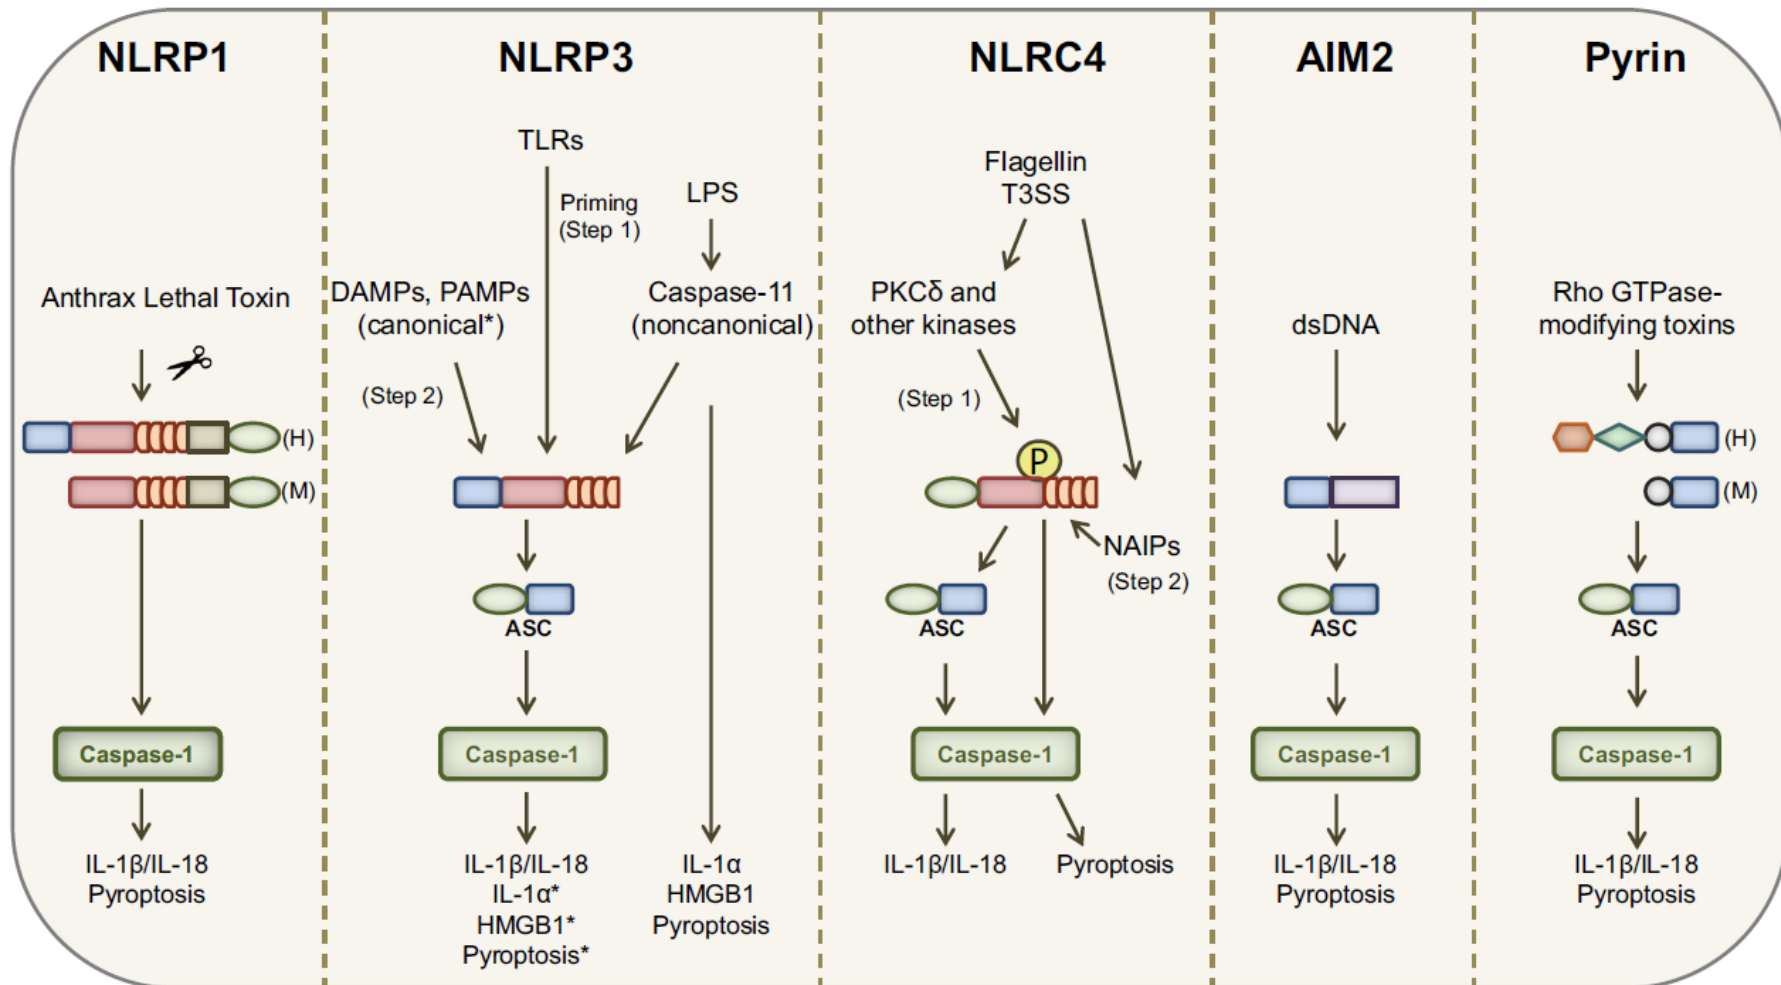 NLRP1
Anthrax Lethal Toxin
(H)
(M)
Caspase-1
IL-1β/IL-18
Pyroptosis
NLRP3
TLRs
Priming
(Step 1)
LPS
DAMPs, PAMPs
(canonical*)
Caspase-11
(noncanonical)
(Step 2)
ASC
Caspase-1
IL-1β/IL-18
IL-1α*
HMGB1*
Pyroptosis*
IL-1α
HMGB1
Pyroptosis
NLRC4
Flagellin
T3SS
PKCδ and
other kinases
(Step 1)
P
NAIPs
(Step 2)
ASC
Caspase-1
IL-1β/IL-18
Pyroptosis
AIM2
dsDNA
ASC
Caspase-1
IL-1β/IL-18
Pyroptosis
Pyrin
Rho GTPase-
modifying toxins
(H)
(M)
ASC
Caspase-1
IL-1β/IL-18
Pyroptosis